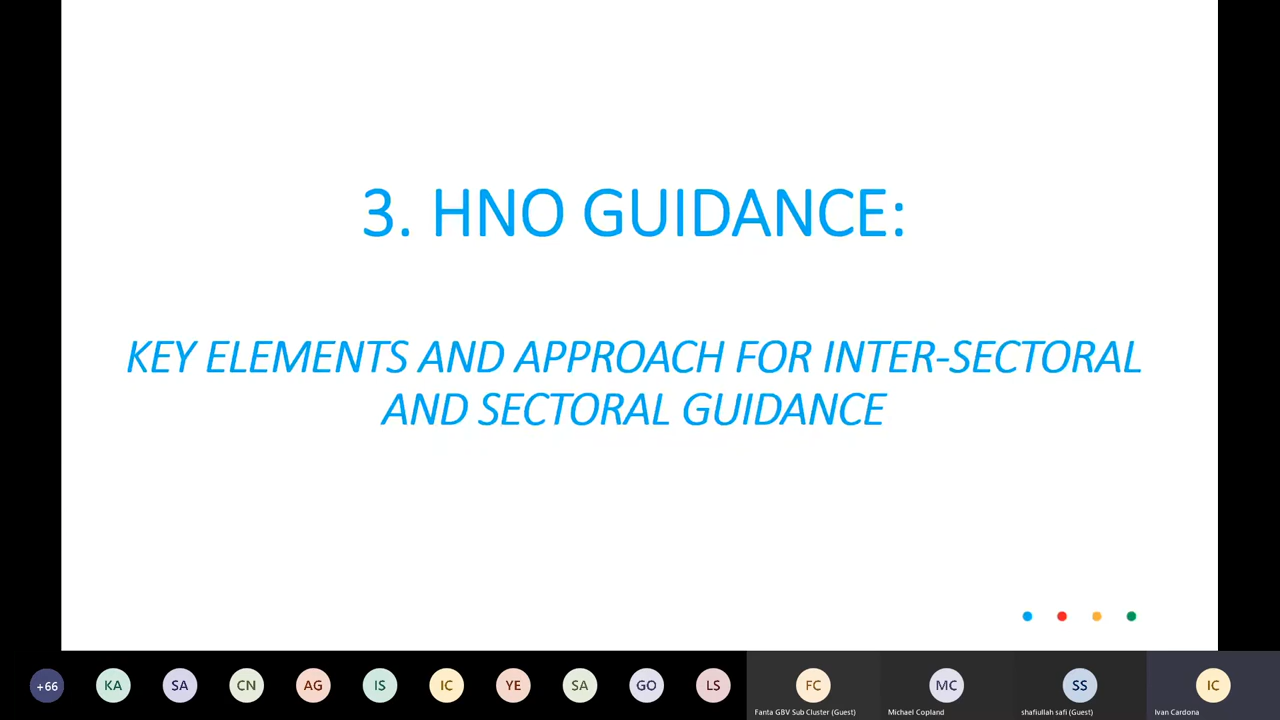 3. HNO GUIDANCE:
KEY ELEMENTS AND APPROACH FOR INTER-SECTORAL
AND SECTORAL GUIDANCE
+66 KA SA CN AG IS IC YE SA GO LS FC MC SS IC
Fanta GBV Sub Cluster (Guest) Michael Copland shafiullah safi (Guest) Ivan Cardona